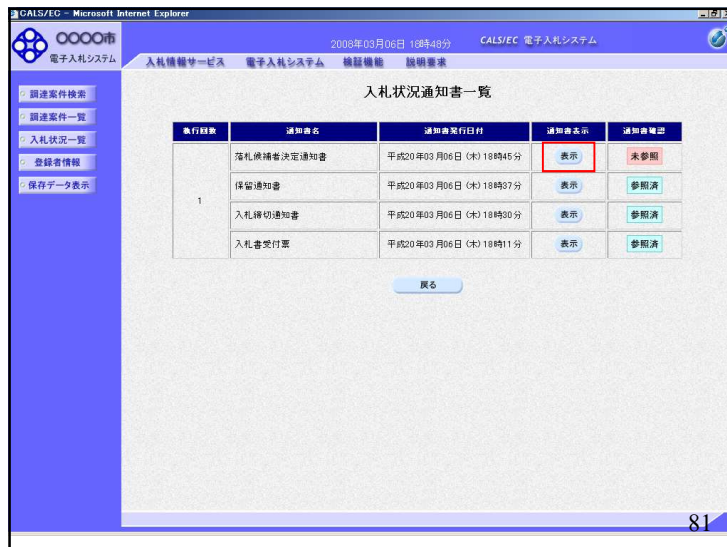 CALS/EC - Microsoft Internet Explorer
OOOO市
電子入札システム
2008年03月06日 18時48分
CALS/EC 電子入札システム
入札情報サービス 電子入札システム 検証機能 説明要求
調達案件検索
調達案件一覧
入札状況一覧
登録者情報
保存データ表示
入札状況通知書一覧
執行回数 通知書名 通知書発行日付 通知書表示 通知書確認
1
落札候補者決定通知書 平成20年03月06日 (木) 18時45分 表示 未参照
保留通知書 平成20年03月06日 (木) 18時37分 表示 参照済
入札締切通知書 平成20年03月06日 (木) 18時30分 表示 参照済
入札書受付票 平成20年03月06日 (木) 18時11分 表示 参照済
戻る
81